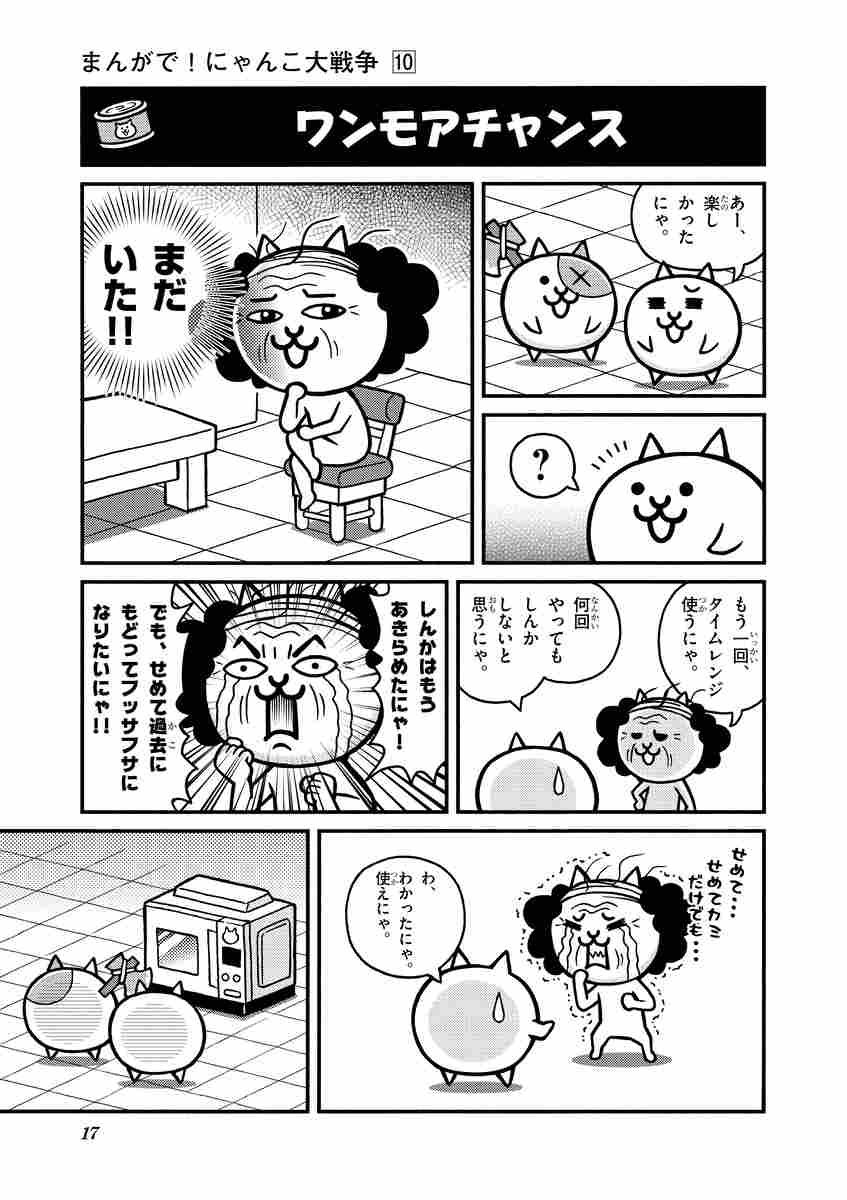 まんがで！にゃんこ大戦争 10
ワンモアチャンス
あー、
楽し
かった
にゃ。
?
まだ
いた!!
もう一回、
タイムレンジ
使うにゃ。
何回
やっても
しんか
しないと
思うにゃ。
しんかはもう
あきらめたにゃ！
でも、せめて過去に
もどってフッサフサに
なりたいにゃ!!
せめて・・・
せめてカミ
だけでも・・・
わ、
わかったにゃ。
使えにゃ。
17